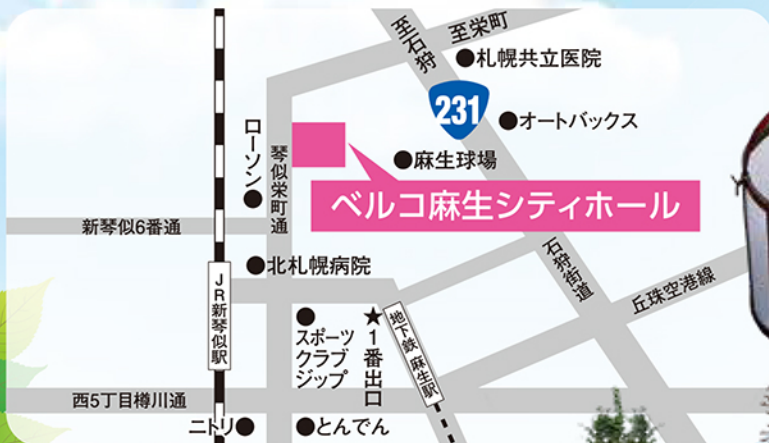 至石狩
至栄町
札幌共立医院
231
オートバックス
ローソン
琴似栄町通
麻生球場
ベルコ麻生シティホール
新琴似6番通
北札幌病院
石狩街道
丘珠空港線
JR新琴似駅
スポーツ
クラブ
ジップ
★1番出口
地下鉄 麻生駅
西5丁目樽川通
ニトリ
とんでん